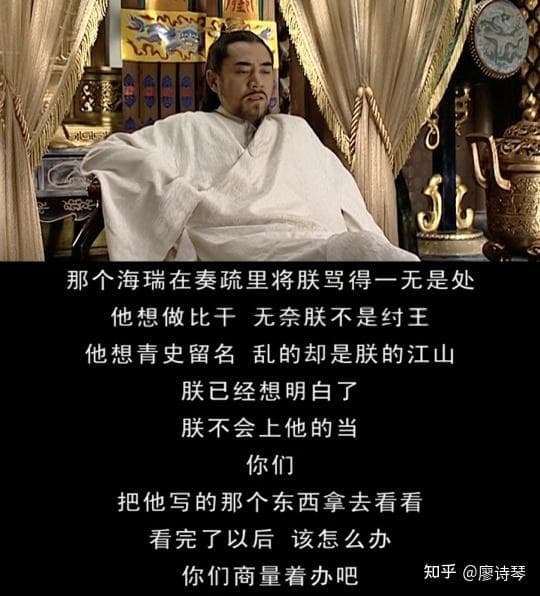 那个海瑞在奏疏里将朕骂得一无是处
他想做比干 无奈朕不是纣王
他想青史留名 乱的却是朕的江山
朕已经想明白了
朕不会上他的当
你们
把他写的那个东西拿去看看
看完了以后 该怎么办
你们商量着办吧
知乎 @廖诗琴